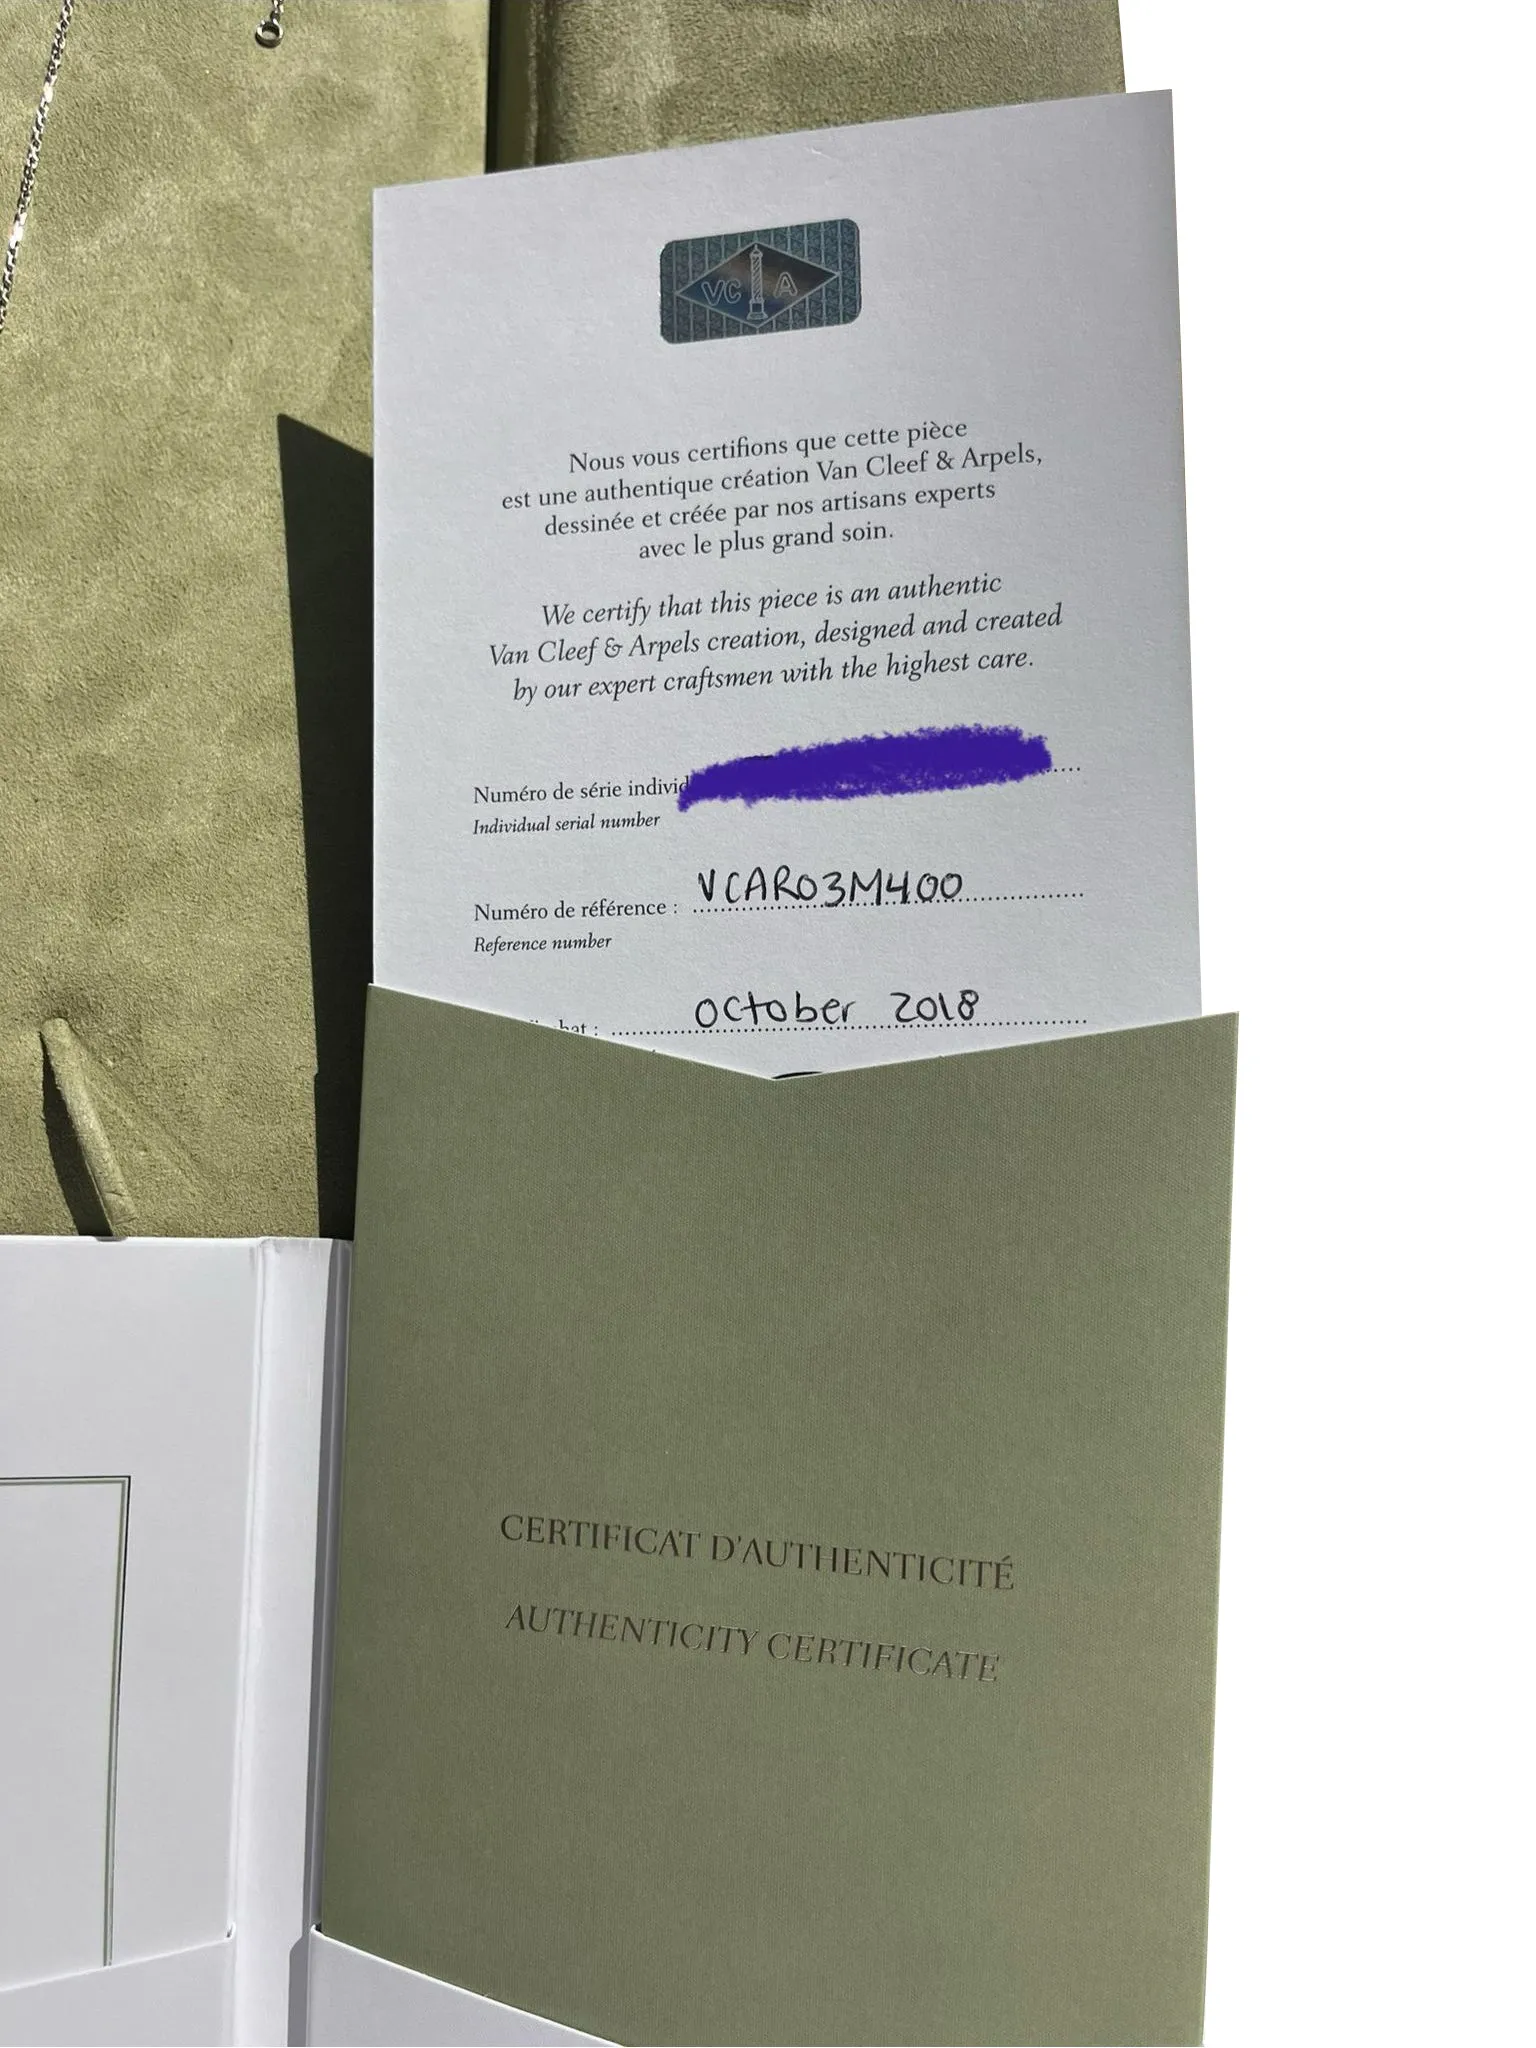 VC A
Nous vous certifions que cette pièce
est une authentique création Van Cleef & Arpels,
dessinée et créée par nos artisans experts
avec le plus grand soin.
We certify that this piece is an authentic
Van Cleef & Arpels creation, designed and created
by our expert craftsmen with the highest care.
Numéro de série
Individual serial number
Numéro de référence : VCARO3M400
Reference number
: October 2018
CERTIFICAT D'AUTHENTICITÉ
AUTHENTICITY CERTIFICATE